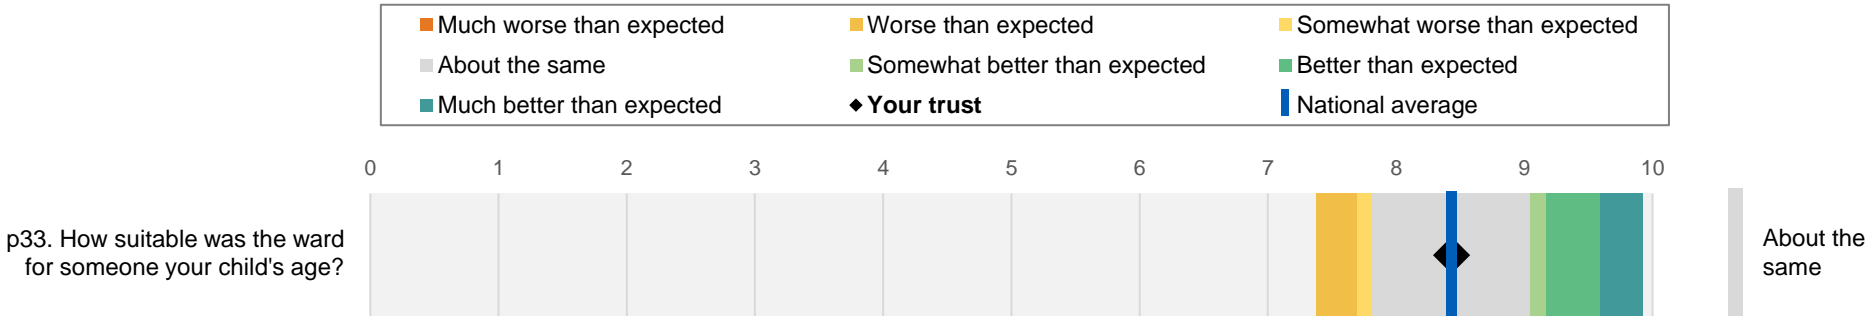 Much worse than expected
Worse than expected
Somewhat worse than expected
About the same
Somewhat better than expected
Better than expected
Much better than expected
Your trust
National average
0 1 2 3 4 5 6 7 8 9 10
p33. How suitable was the ward
for someone your child's age?
About the
same